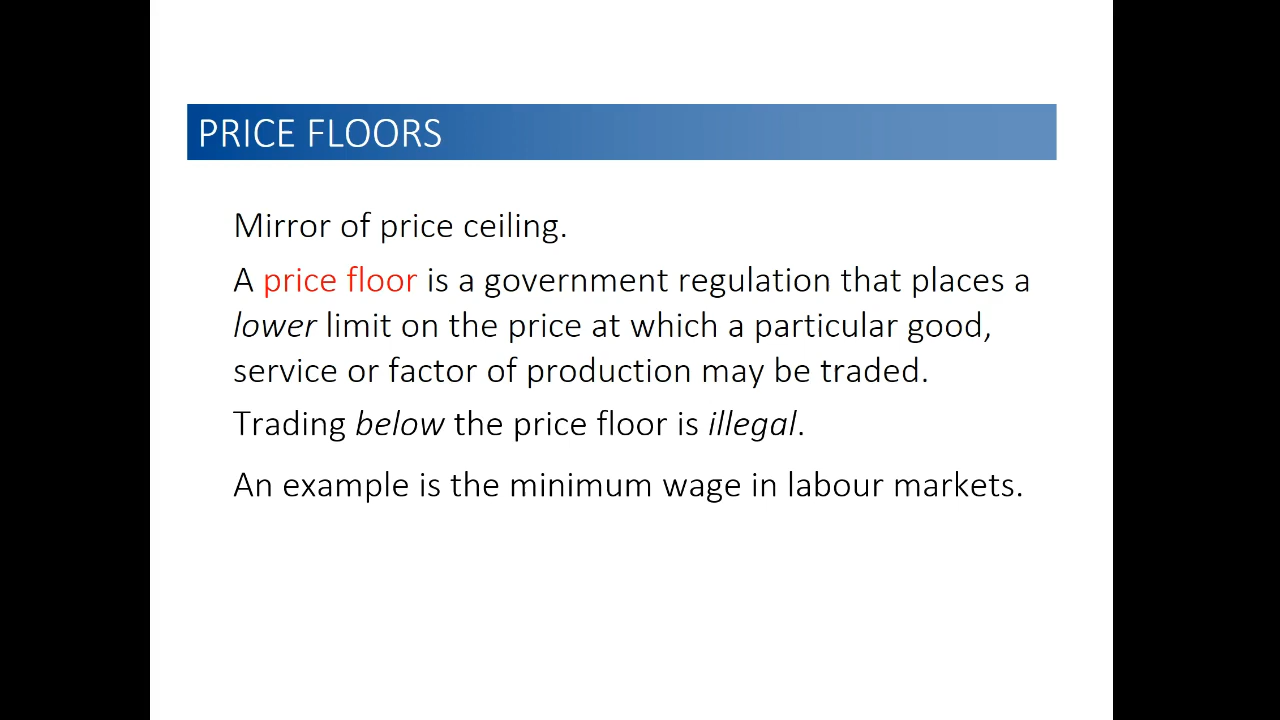 PRICE FLOORS
Mirror of price ceiling.
A price floor is a government regulation that places a
lower limit on the price at which a particular good,
service or factor of production may be traded.
Trading below the price floor is illegal.
An example is the minimum wage in labour markets.